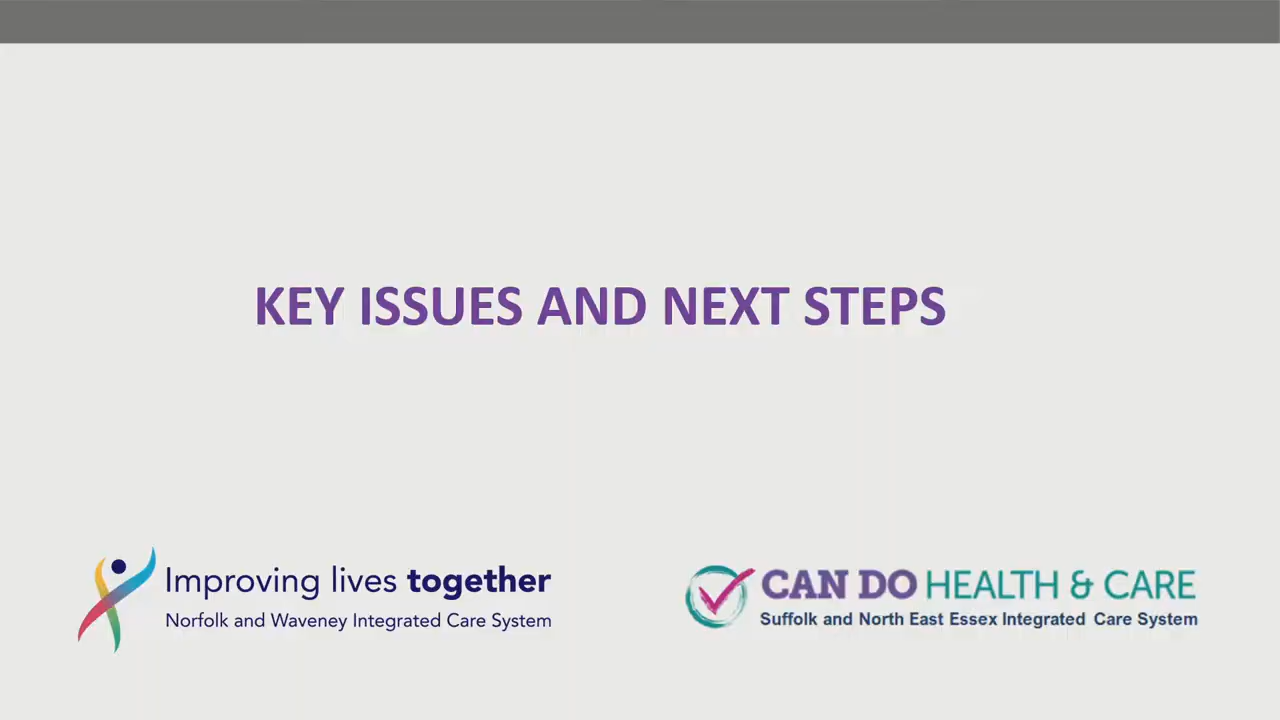 KEY ISSUES AND NEXT STEPS
Improving lives together
Norfolk and Waveney Integrated Care System
CAN DO HEALTH & CARE
Suffolk and North East Essex Integrated Care System